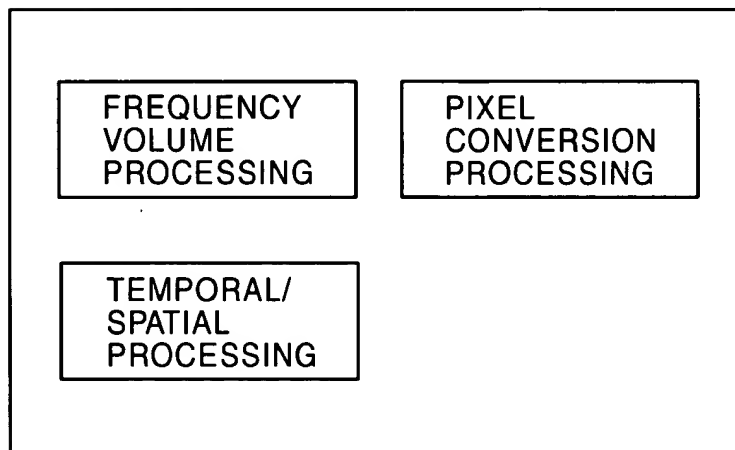 FREQUENCY
VOLUME
PROCESSING
PIXEL
CONVERSION
PROCESSING
TEMPORAL/
SPATIAL
PROCESSING